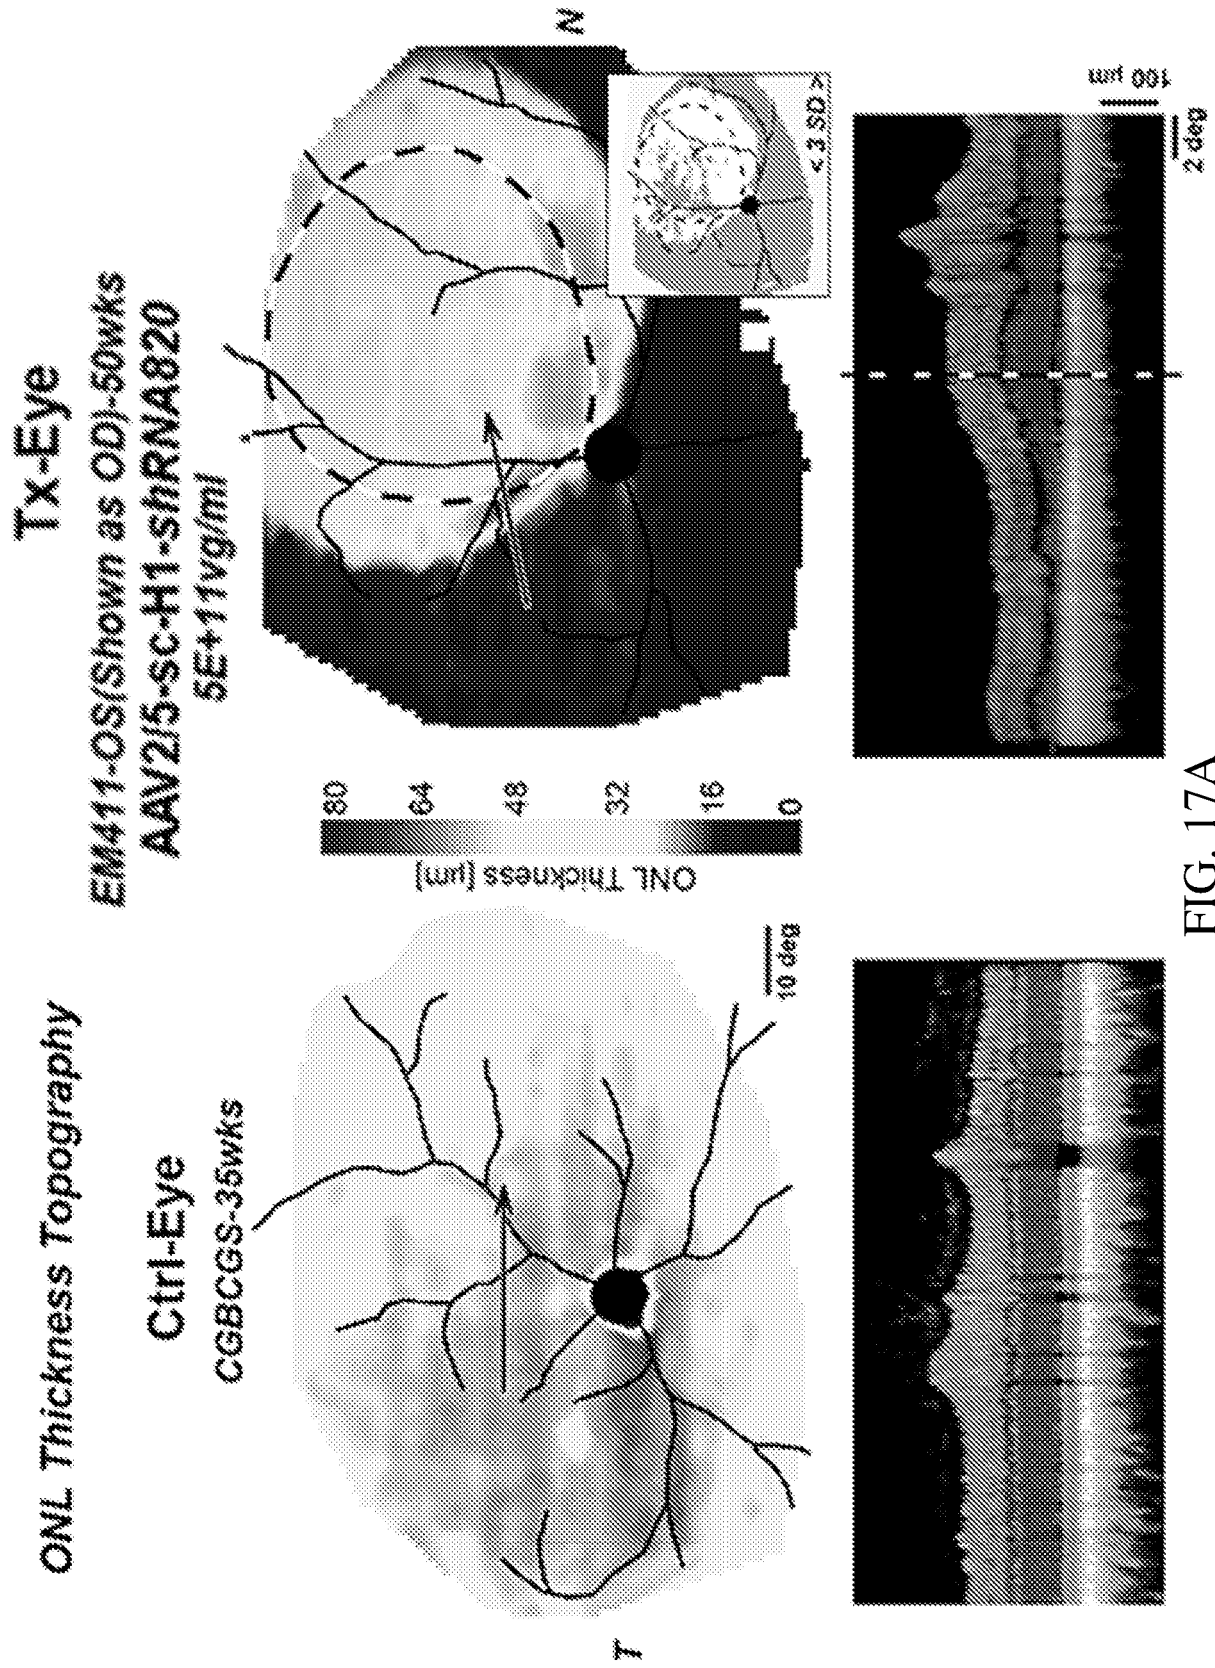 ONL Thickness Topography
Ctrl-Eye
CGBCGS-35wks
Tx-Eye
EM411-OS(Shown as OD)-50wks
AAV2/5-sc-H1-shRNA820
5E+11vg/ml
T
N
10 deg
ONL Thickness [µm]
80
64
48
32
16
0
< 3 SD >
100 µm
2 deg
FIG. 17A